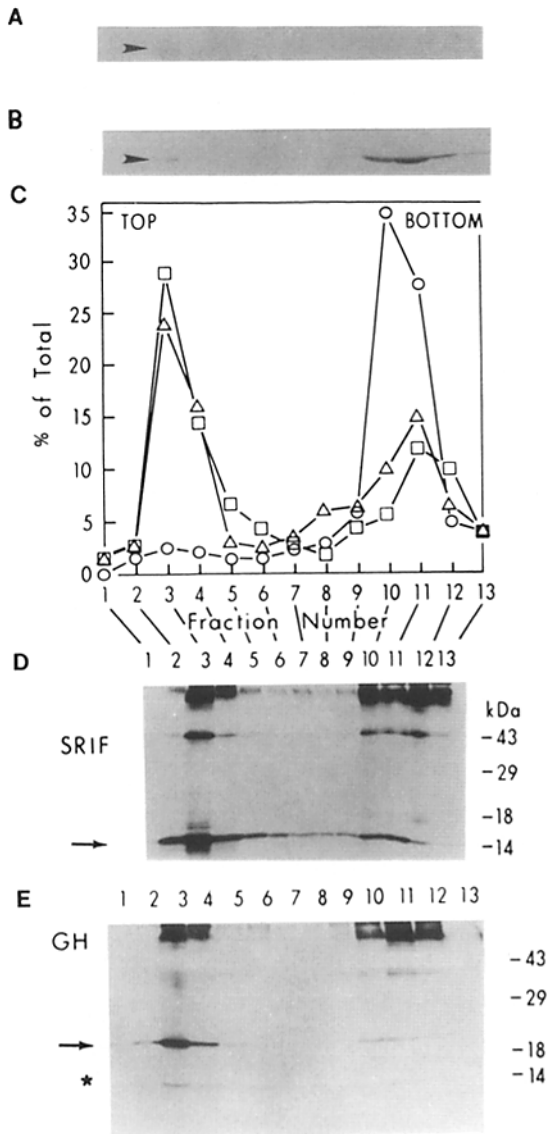 A
B
C
35
30
25
20
15
10
5
0
% of Total
TOP
BOTTOM
1 2 3 4 5 6 7 8 9 10 11 12 13
Fraction Number
D
1 2 3 4 5 6 7 8 9 10 11 12 13
SRIF
kDa
-43
-29
-18
-14
E
1 2 3 4 5 6 7 8 9 10 11 12 13
GH
-43
-29
-18
-14
*